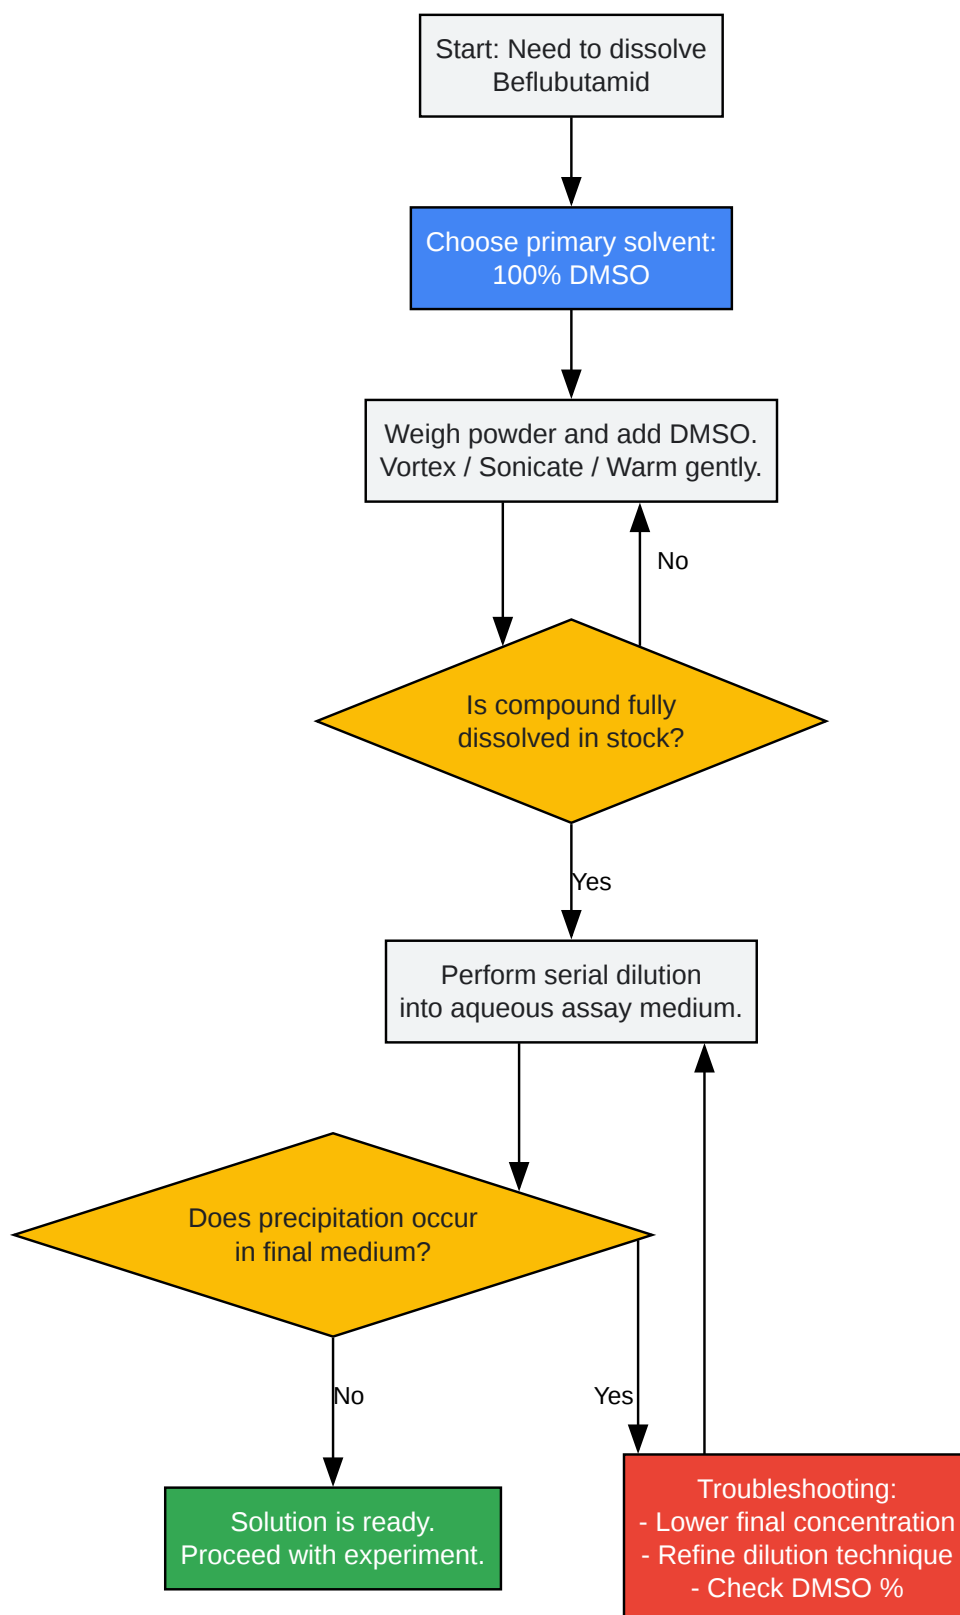 Start: Need to dissolve
Beflubutamid
Choose primary solvent:
100% DMSO
Weigh powder and add DMSO.
Vortex / Sonicate / Warm gently.
No
Is compound fully
dissolved in stock?
Yes
Perform serial dilution
into aqueous assay medium.
Does precipitation occur
in final medium?
No
Yes
Solution is ready.
Proceed with experiment.
Troubleshooting:
- Lower final concentration
- Refine dilution technique
- Check DMSO %